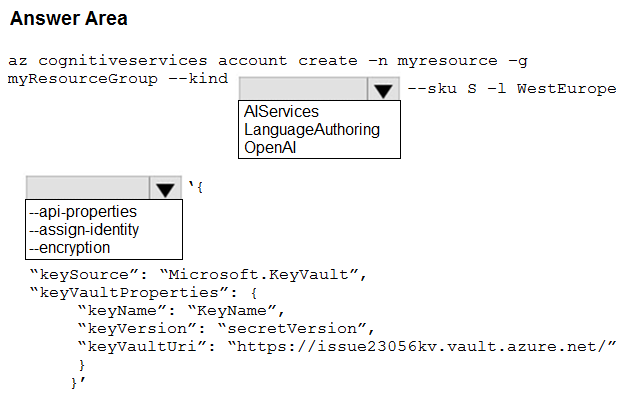 Answer Area
az cognitiveservices account create –n myresource –g
myResourceGroup --kind
--sku S –l WestEurope
AIServices
LanguageAuthoring
OpenAI
‘{
--api-properties
--assign-identity
--encryption
“keySource”: “Microsoft.KeyVault”,
“keyVaultProperties”: {
“keyName”: “KeyName”,
“keyVersion”: “secretVersion”,
“keyVaultUri”: “https://issue23056kv.vault.azure.net/”
}
}’